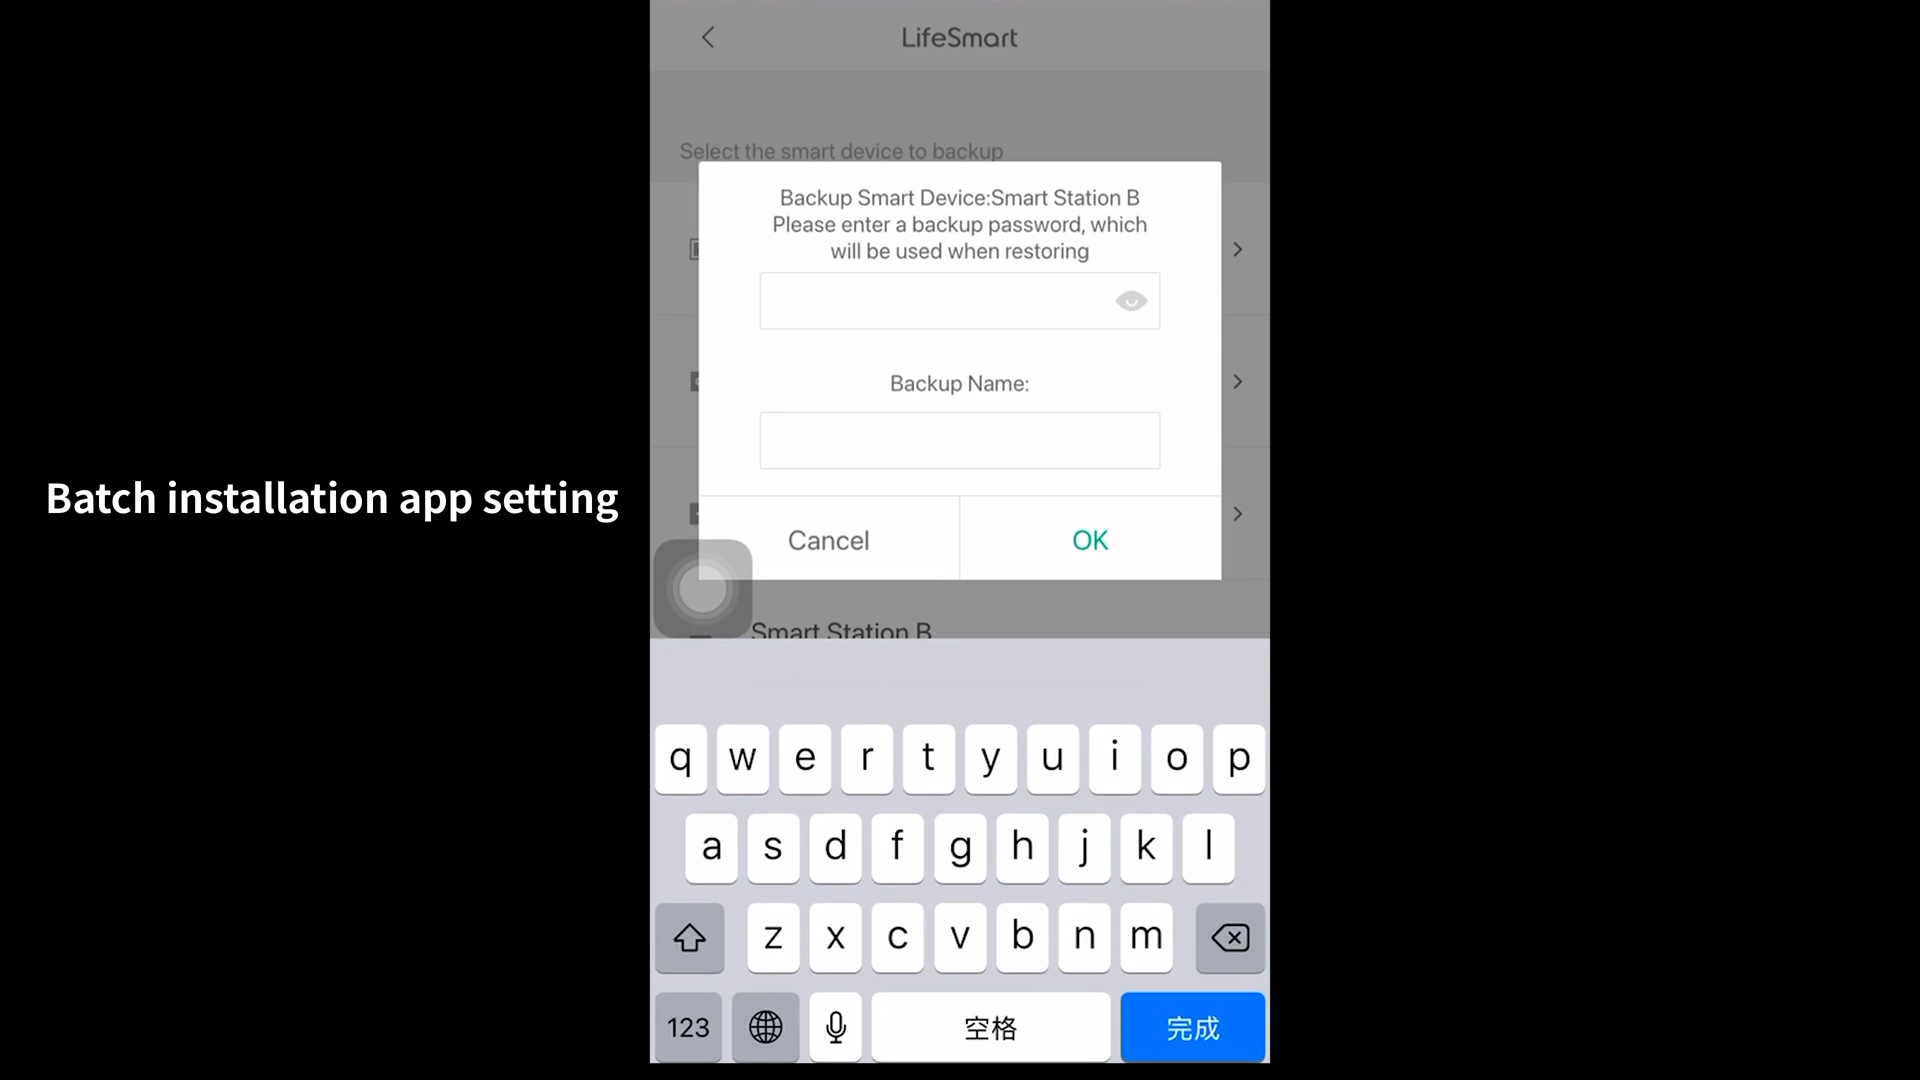 LifeSmart
Select the smart device to backup
Backup Smart Device:Smart Station B
Please enter a backup password, which
will be used when restoring
Backup Name:
Batch installation app setting
Cancel
OK
Smart Station B
q w e r t y u i o p
a s d f g h j k l
z x c v b n m
123 空格 完成